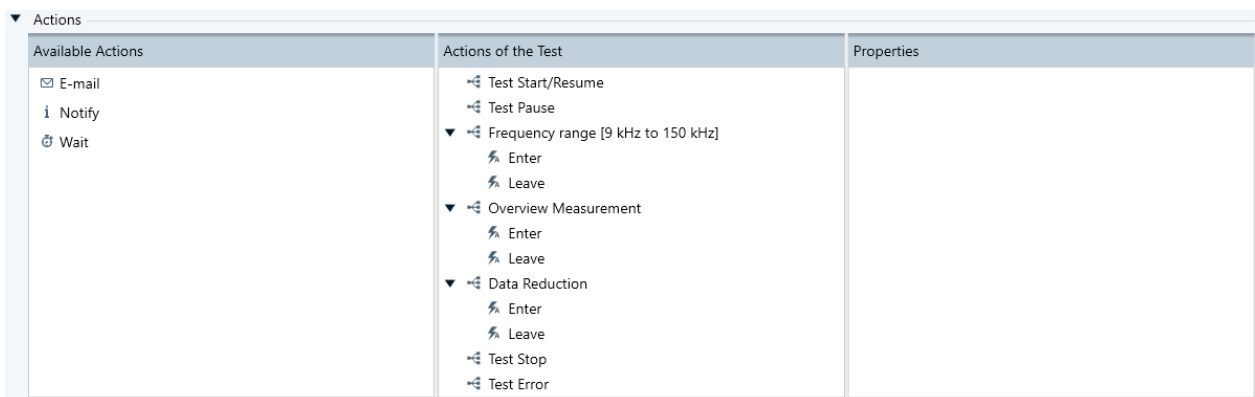 Actions
Available Actions
E-mail
Notify
Wait
Actions of the Test
Test Start/Resume
Test Pause
Frequency range [9 kHz to 150 kHz]
Enter
Leave
Overview Measurement
Enter
Leave
Data Reduction
Enter
Leave
Test Stop
Test Error
Properties